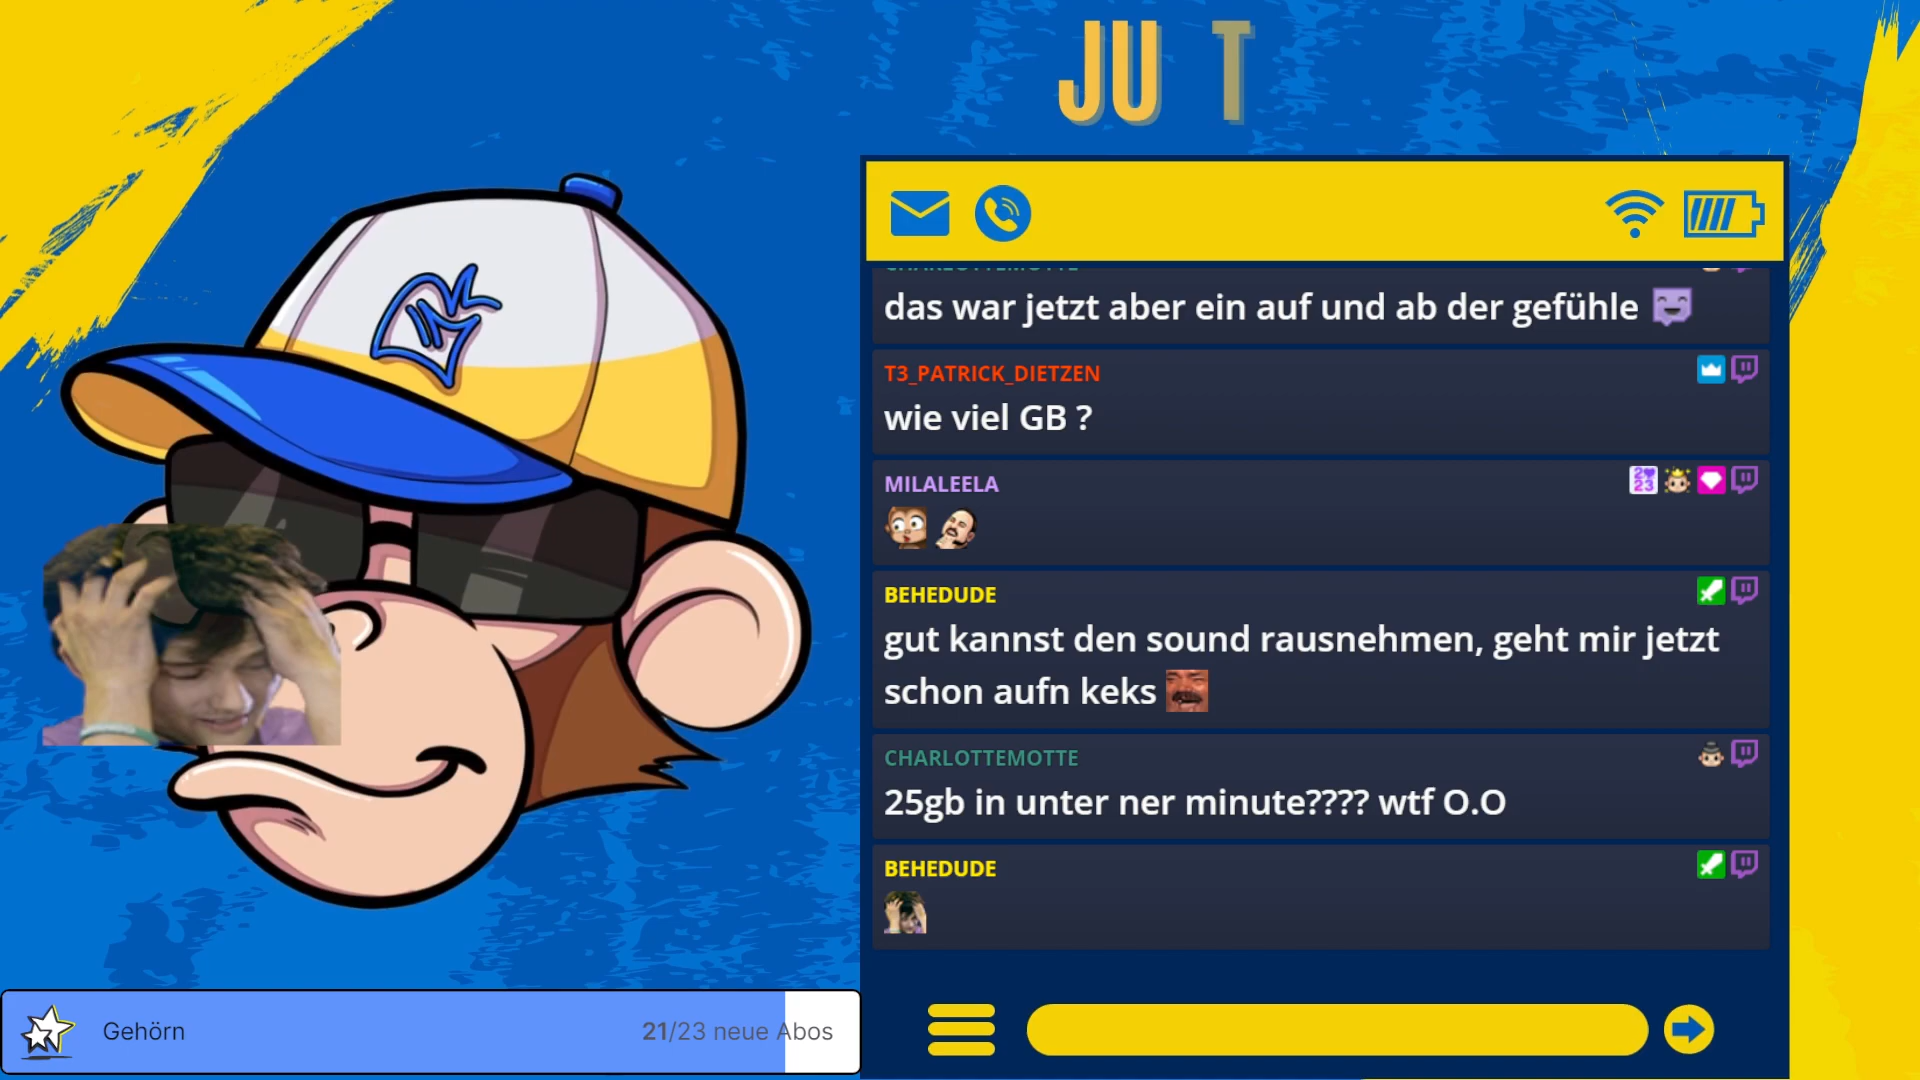 JU T
CHARLOTTEMOTTE
das war jetzt aber ein auf und ab der gefühle
T3_PATRICK_DIETZEN
wie viel GB ?
MILALEELA
BEHEDUDE
gut kannst den sound rausnehmen, geht mir jetzt
schon aufn keks
CHARLOTTEMOTTE
25gb in unter ner minute???? wtf O.O
BEHEDUDE
Gehörn
21/23 neue Abos